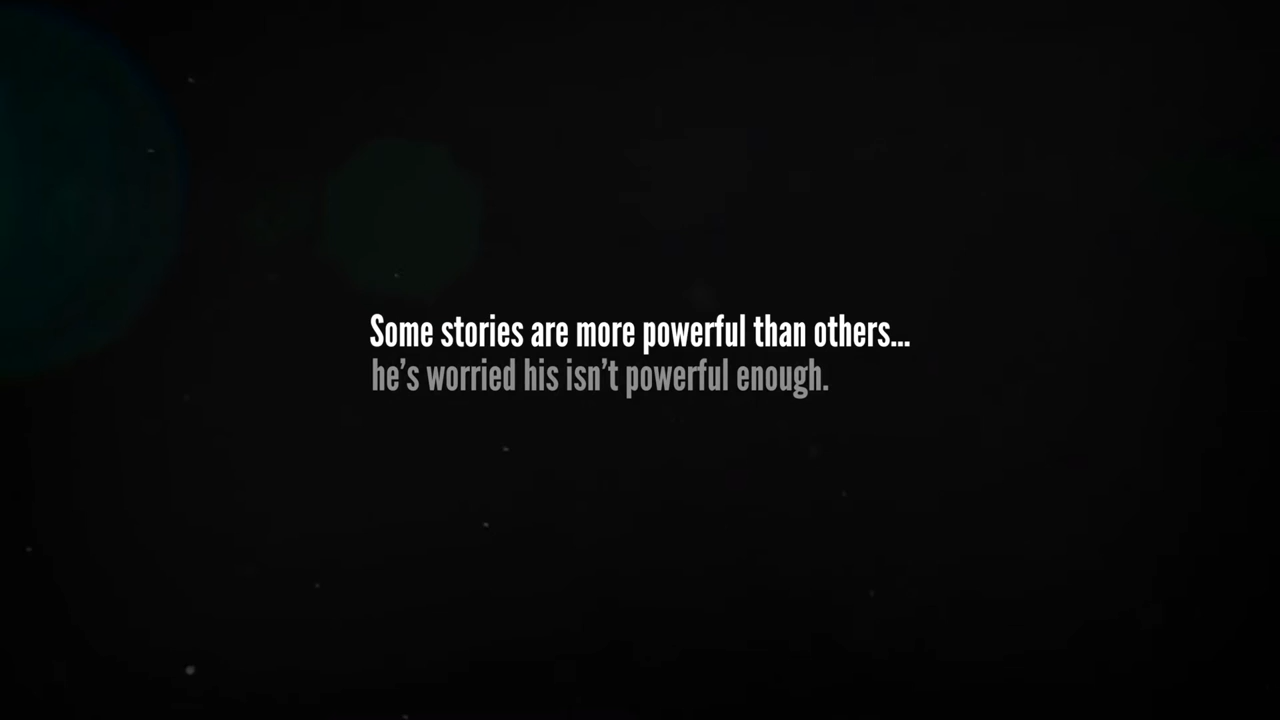 Some stories are more powerful than others...
he's worried his isn't powerful enough.